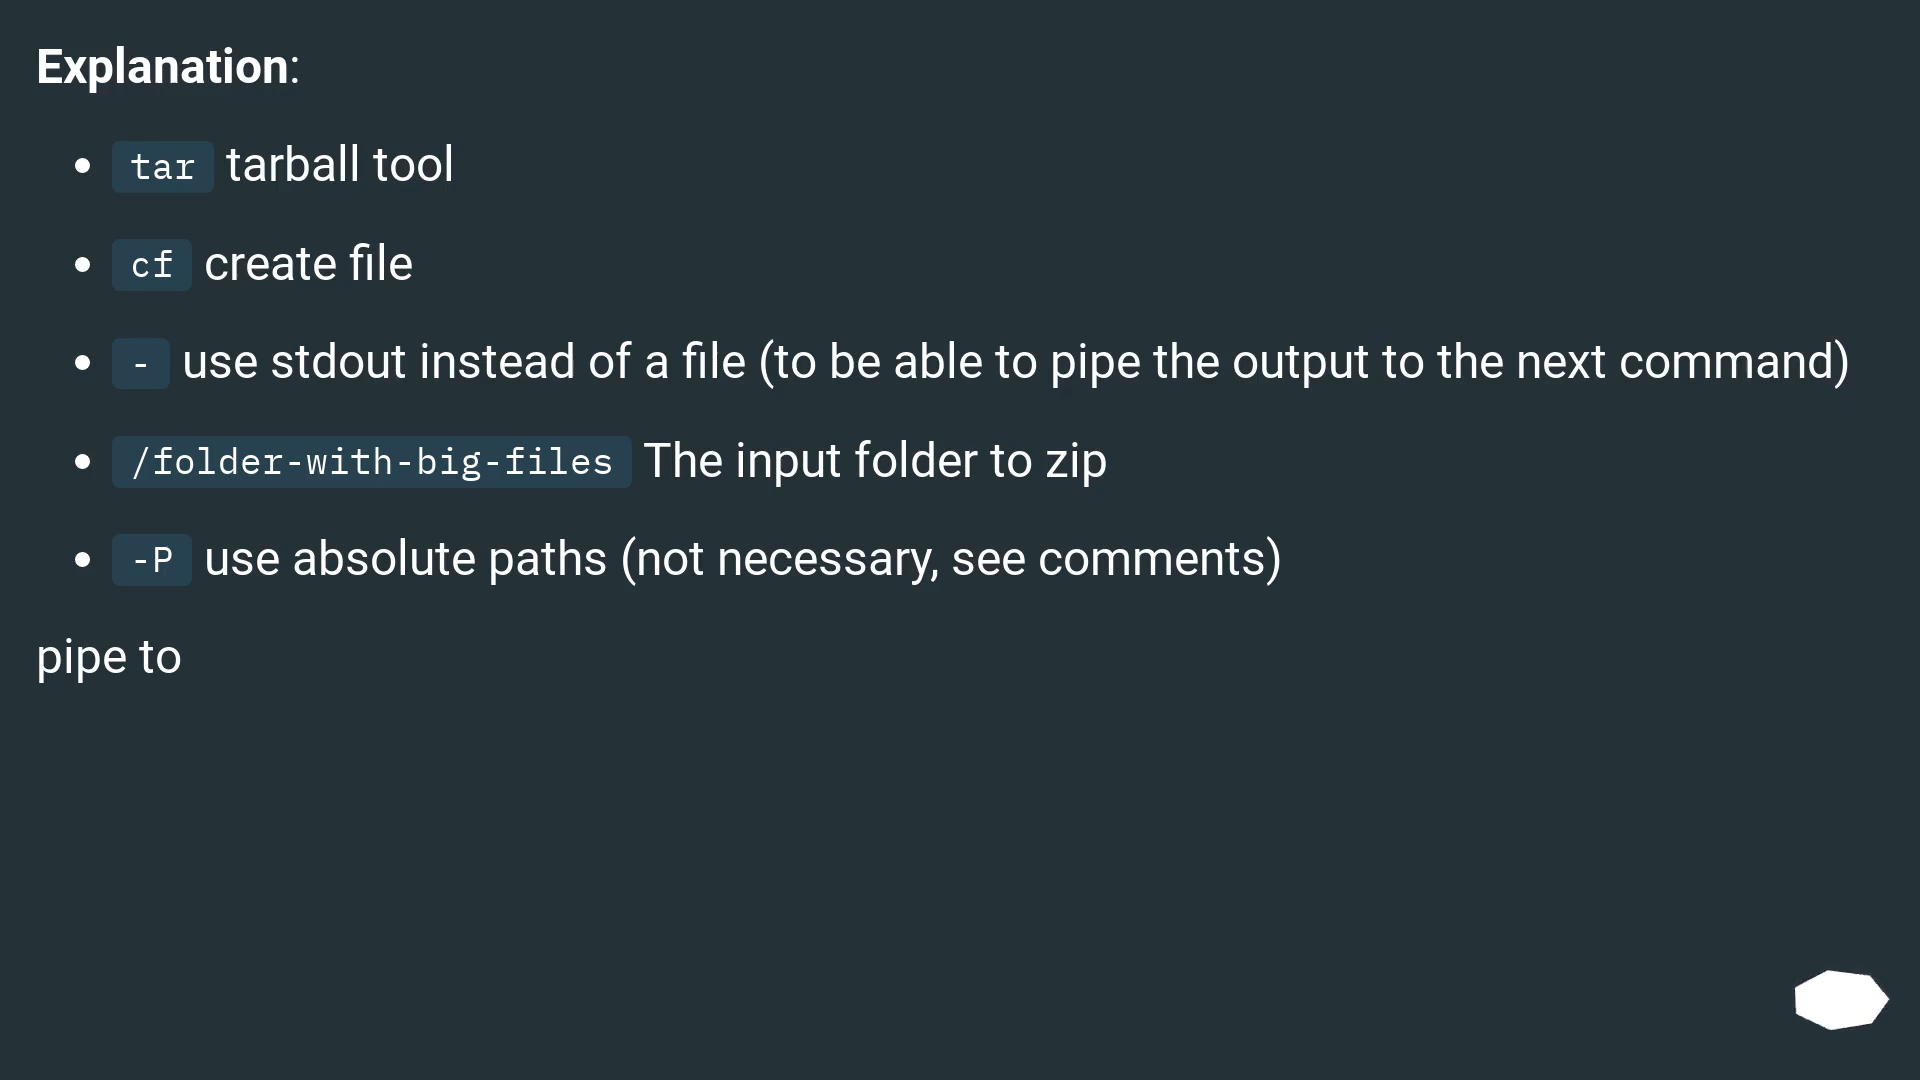 Explanation:
tar tarball tool
cf create file
- use stdout instead of a file (to be able to pipe the output to the next command)
/folder-with-big-files The input folder to zip
-P use absolute paths (not necessary, see comments)
pipe to